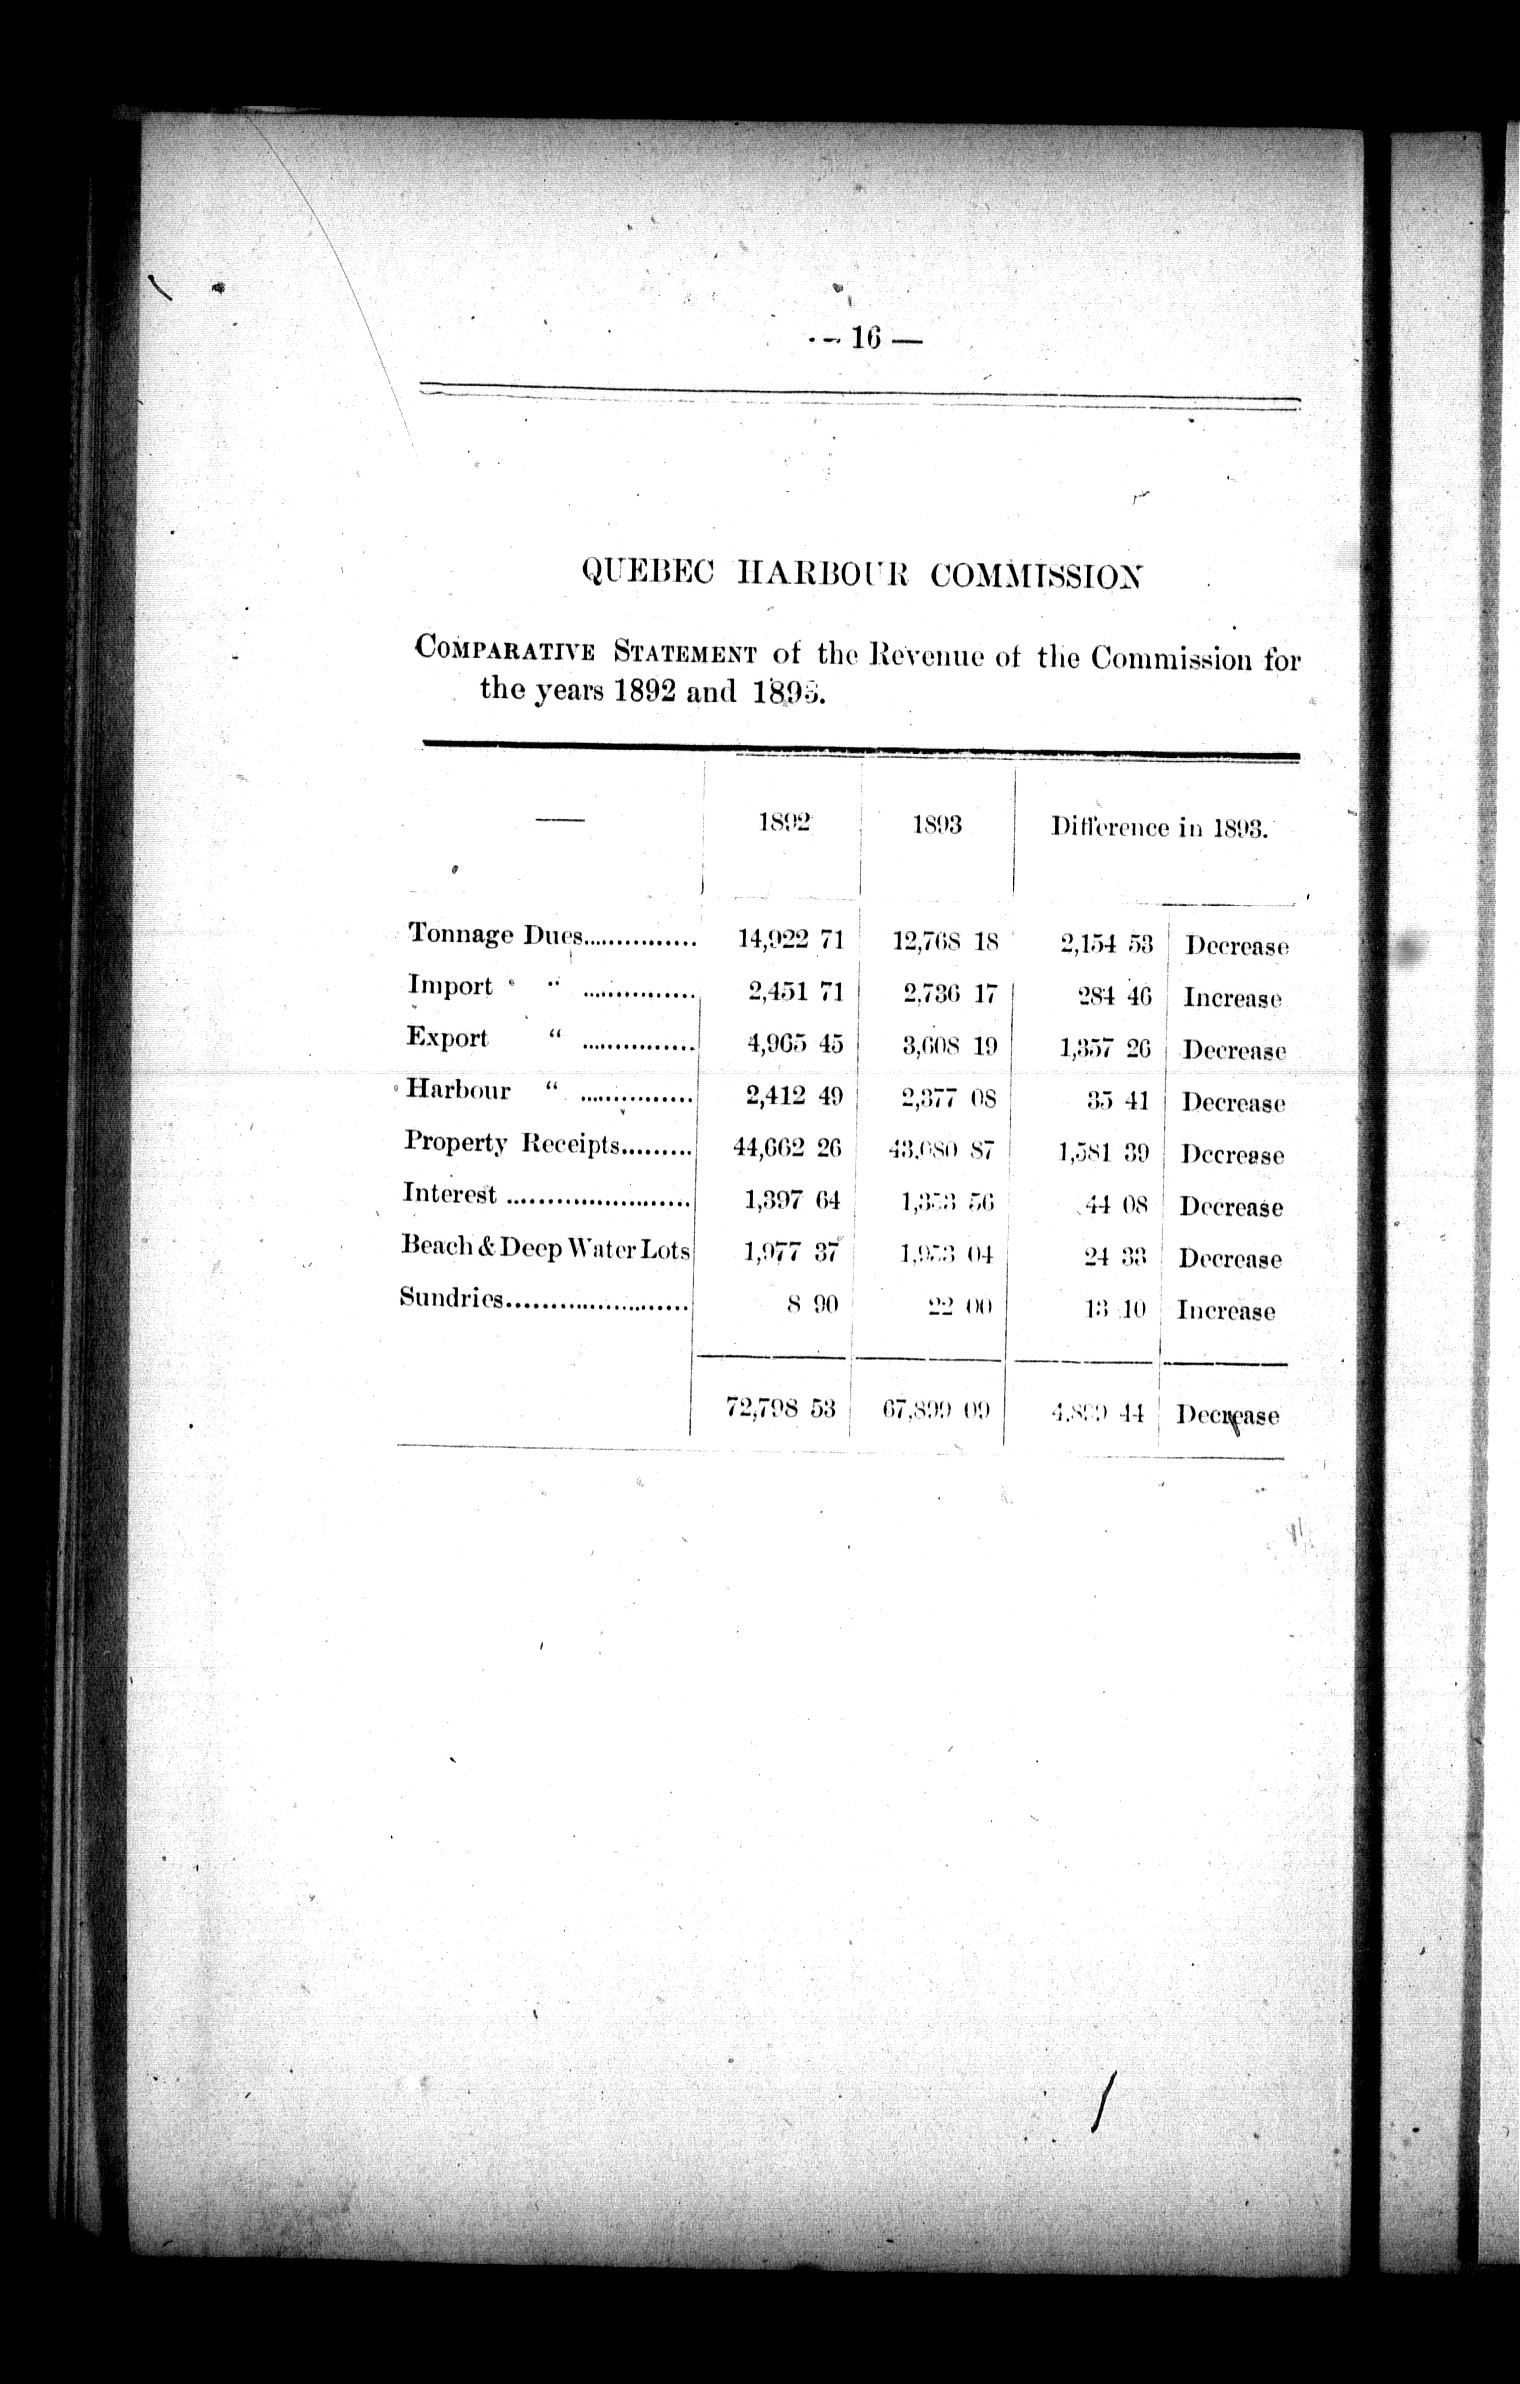 — 16 —
QUEBEC HARBOUR COMMISSION
COMPARATIVE STATEMENT of the Revenue of the Commission for
the years 1892 and 1893.
— 1892 1893 Difference in 1893.
Tonnage Dues............... 14,922 71 12,768 18 2,154 53 Decrease
Import “ ............... 2,451 71 2,736 17 284 46 Increase
Export “ ............... 4,965 45 3,608 19 1,357 26 Decrease
Harbour “ ............... 2,412 49 2,377 08 35 41 Decrease
Property Receipts......... 44,662 26 43,080 87 1,581 39 Decrease
Interest ....................... 1,397 64 1,353 56 44 08 Decrease
Beach & Deep Water Lots 1,977 37 1,953 04 24 33 Decrease
Sundries....................... 8 90 22 00 13 10 Increase
72,798 53 67,899 09 4,899 44 Decrease